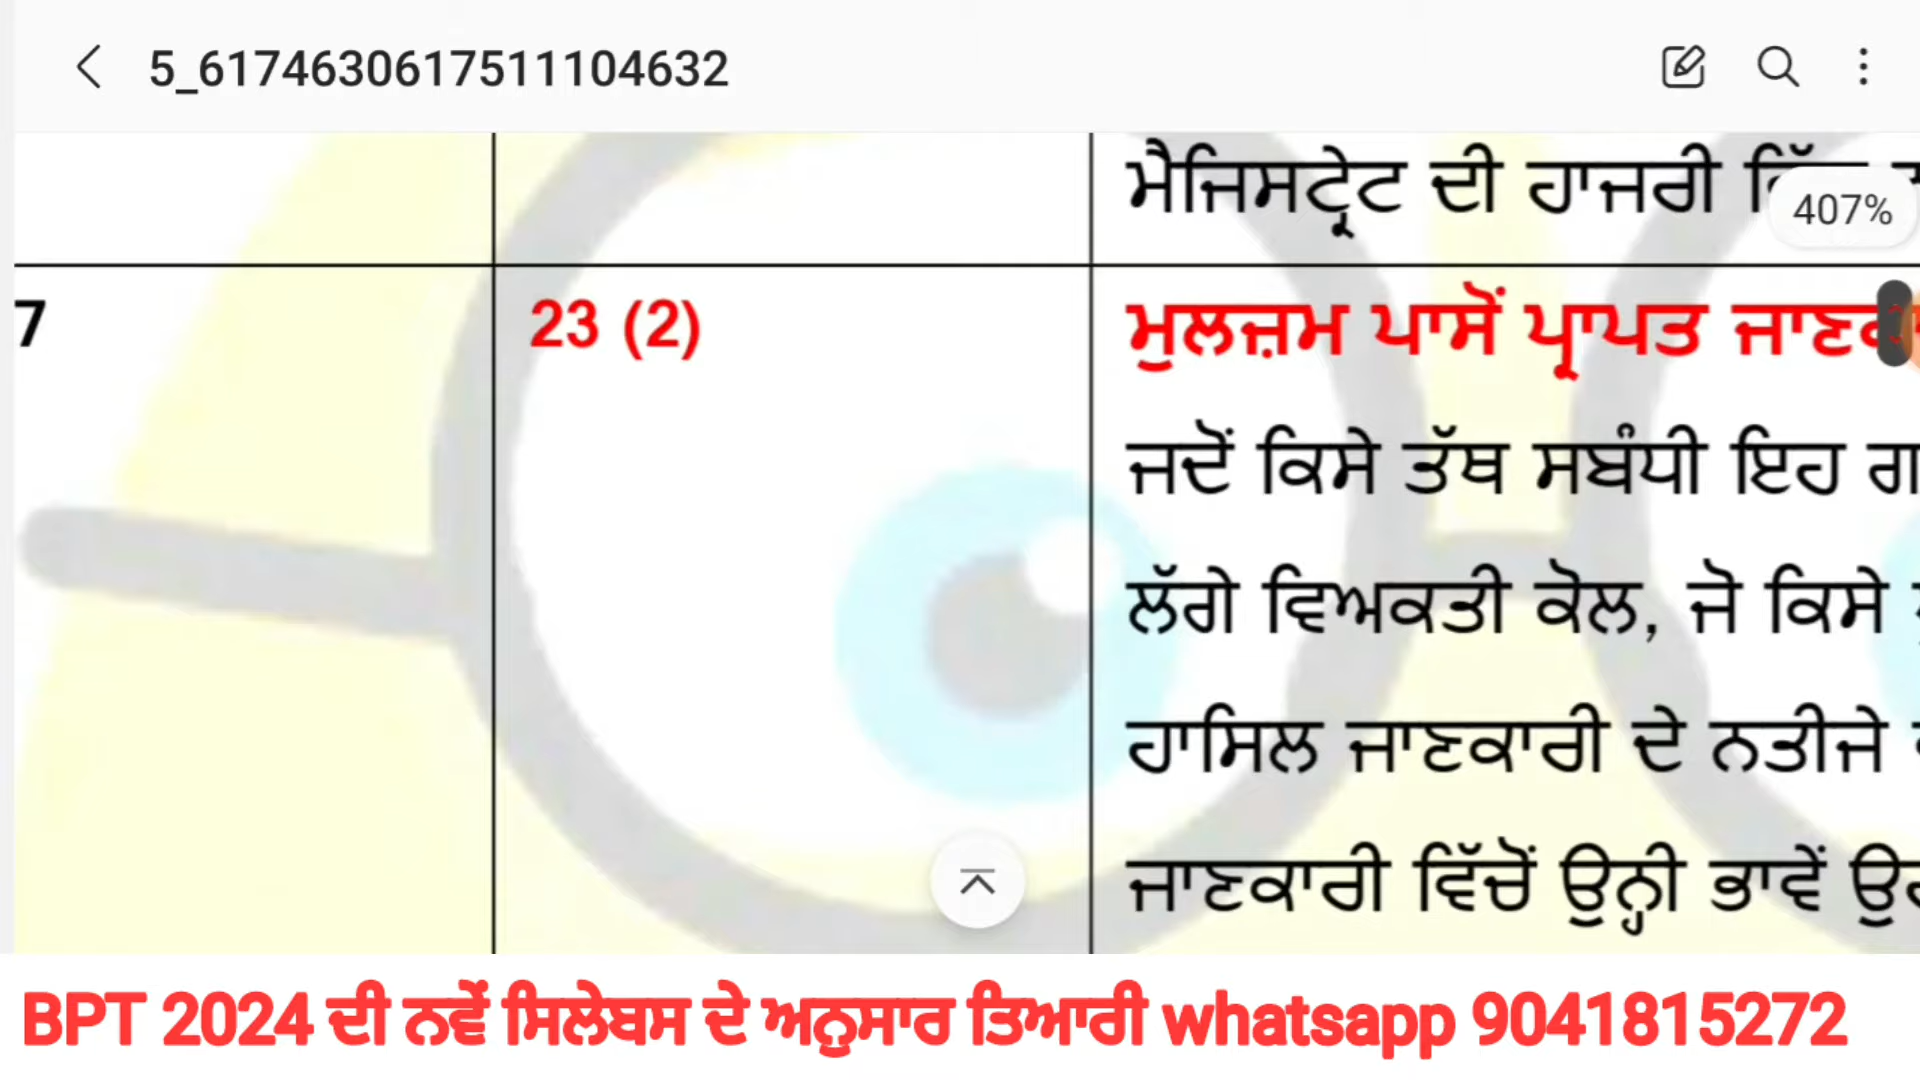 5_6174630617511104632
ਮੈਜਿਸਟ੍ਰੇਟ ਦੀ ਹਾਜਰੀ
407%
7
23 (2)
ਮੁਲਜ਼ਮ ਪਾਸੋਂ ਪ੍ਰਾਪਤ
ਜਦੋਂ ਕਿਸੇ ਤੱਥ ਸਬੰਧੀ ਇਹ
ਲੱਗੇ ਵਿਅਕਤੀ ਕੋਲ, ਜੋ ਕਿਸੇ
ਹਾਸਿਲ ਜਾਣਕਾਰੀ ਦੇ ਨਤੀਜੇ
ਜਾਣਕਾਰੀ ਵਿੱਚੋਂ ਉਨ੍ਹੀ ਭਾਵੇਂ
BPT 2024 ਦੀ ਨਵੇਂ ਸਿਲੇਬਸ ਦੇ ਅਨੁਸਾਰ ਤਿਆਰੀ whatsapp 9041815272